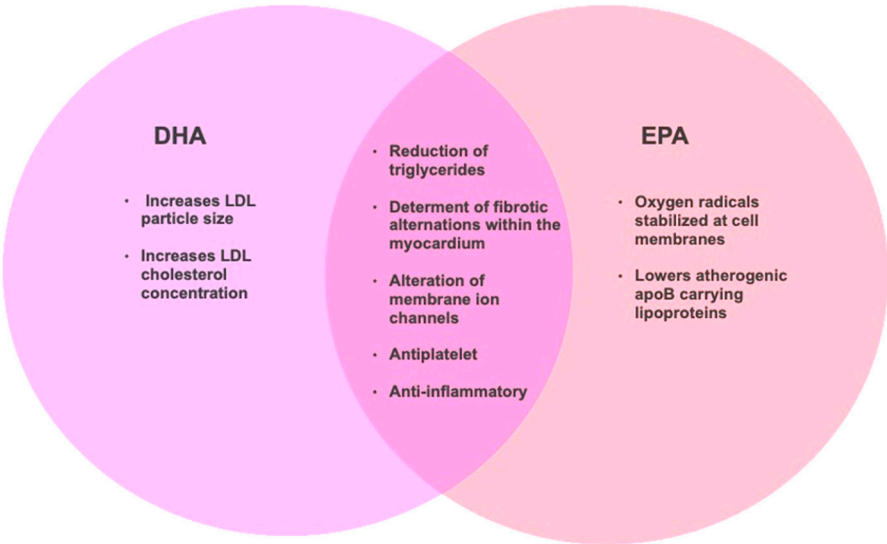 DHA
• Increases LDL
particle size
• Increases LDL
cholesterol
concentration
• Reduction of
triglycerides
• Determent of fibrotic
alternations within the
myocardium
• Alteration of
membrane ion
channels
• Antiplatelet
• Anti-inflammatory
EPA
• Oxygen radicals
stabilized at cell
membranes
• Lowers atherogenic
apoB carrying
lipoproteins